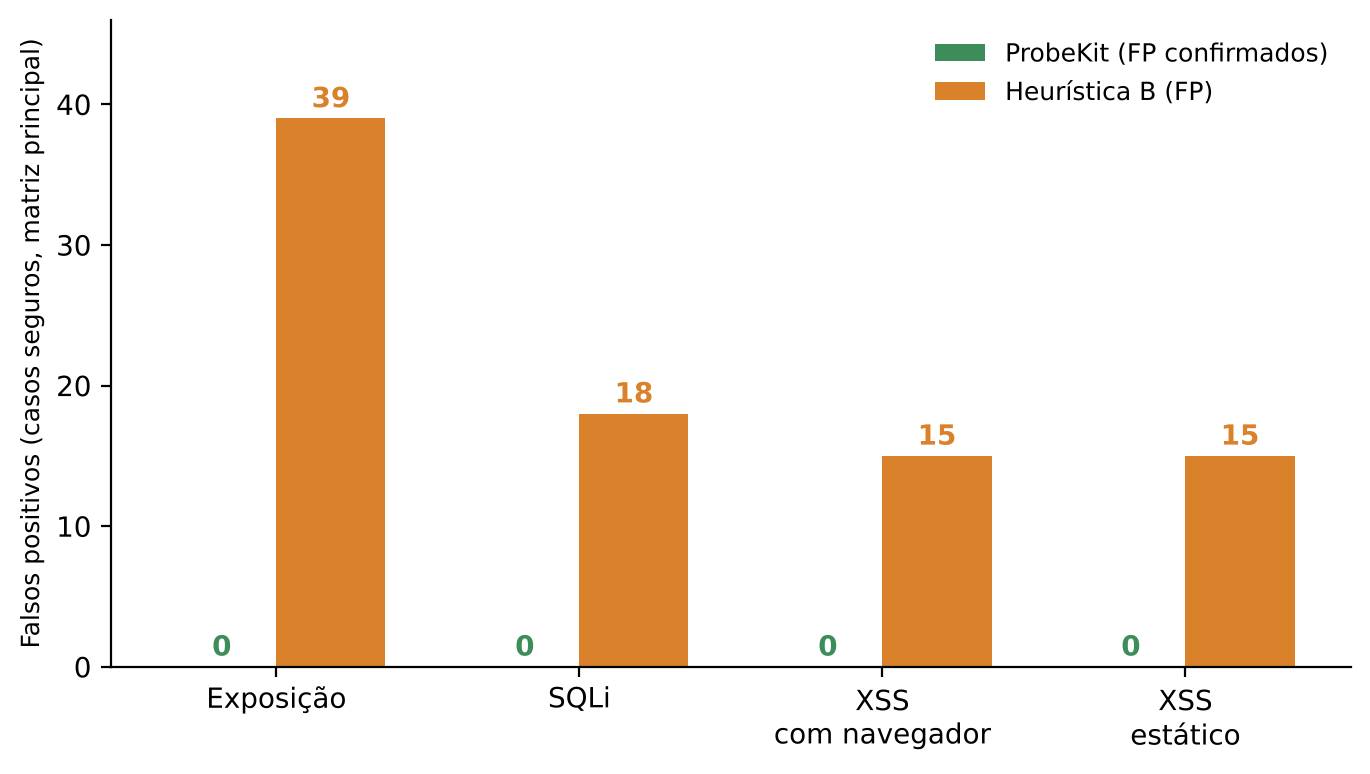 Falsos positivos (casos seguros, matriz principal)
ProbeKit (FP confirmados)
Heurística B (FP)
40
30
20
10
0
39
18
15
15
0
0
0
0
Exposição
SQLi
XSS
com navegador
XSS
estático